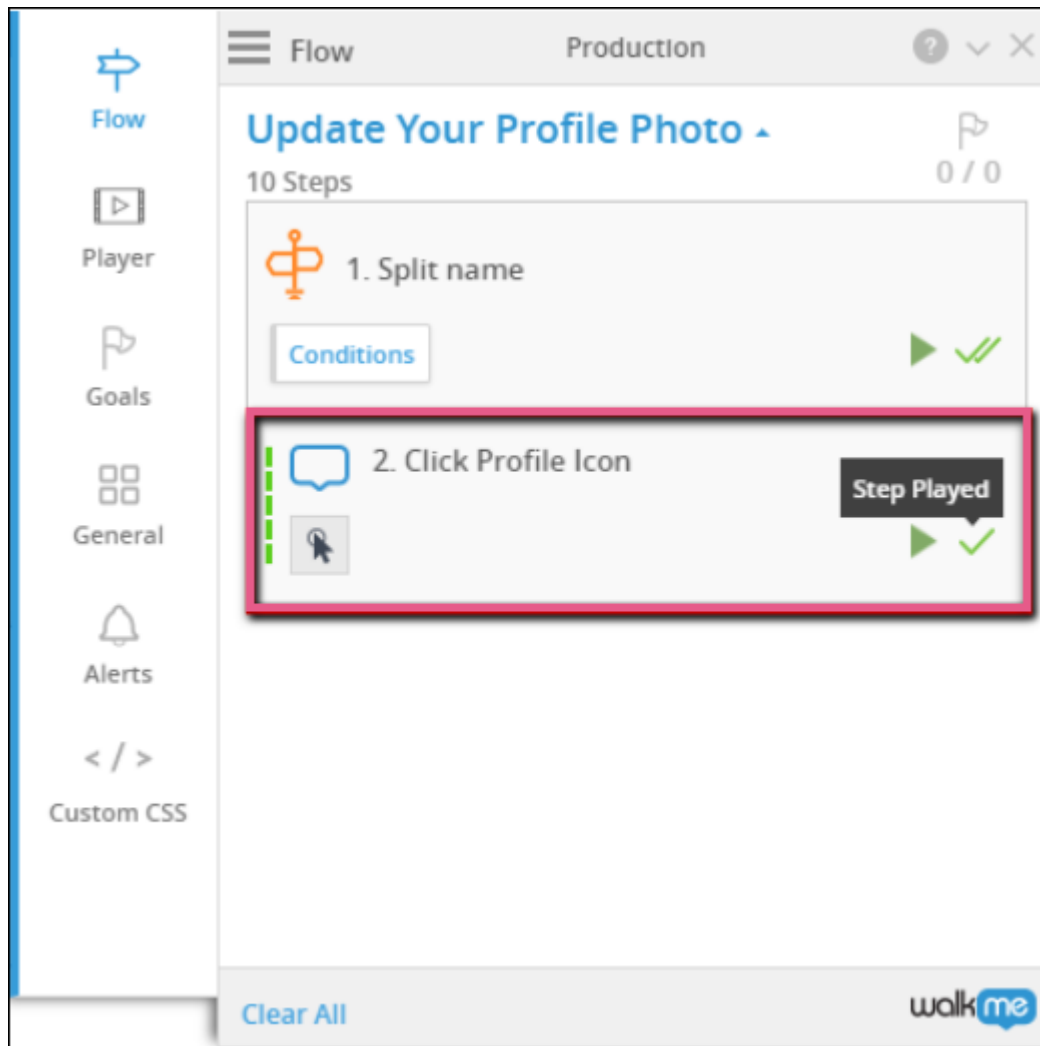 Flow
Production
?
Flow
Update Your Profile Photo
0 / 0
10 Steps
Player
1. Split name
Conditions
Goals
2. Click Profile Icon
Step Played
General
Alerts
</>
Custom CSS
Clear All
walkme